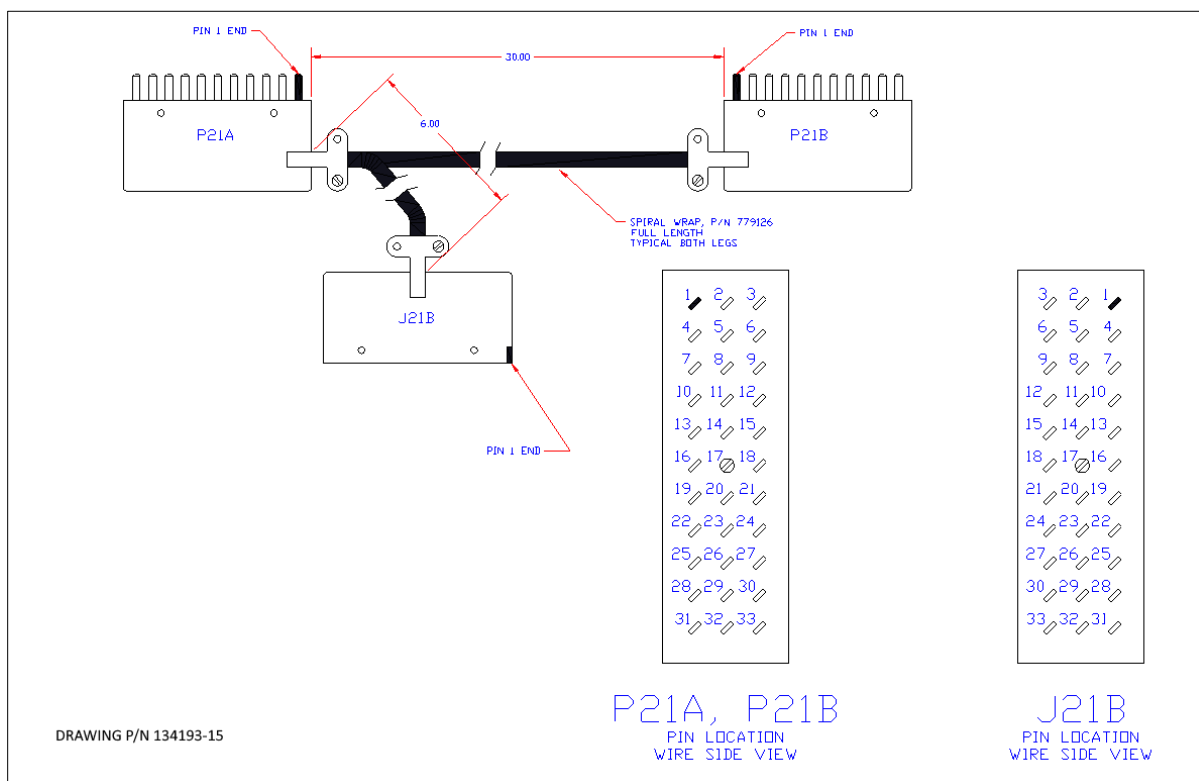 PIN 1 END
30.00
PIN 1 END
P21A
6.00
P21B
SPIRAL WRAP, P/N 779126
FULL LENGTH
TYPICAL BOTH LEGS
J21B
PIN 1 END
1 2 3
4 5 6
7 8 9
10 11 12
13 14 15
16 17 18
19 20 21
22 23 24
25 26 27
28 29 30
31 32 33
P21A, P21B
PIN LOCATION
WIRE SIDE VIEW
3 2 1
6 5 4
9 8 7
12 11 10
15 14 13
18 17 16
21 20 19
24 23 22
27 26 25
30 29 28
33 32 31
J21B
PIN LOCATION
WIRE SIDE VIEW
DRAWING P/N 134193-15